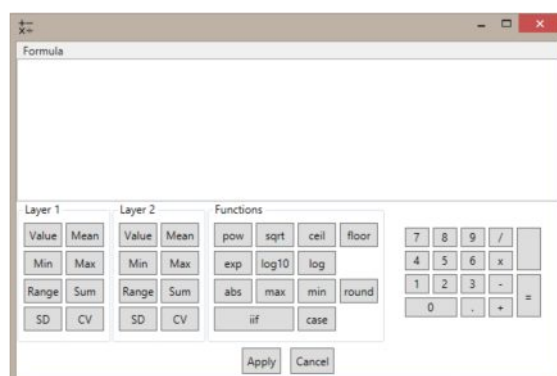 Formula
Layer 1 Layer 2 Functions
Value Mean Value Mean pow sqrt ceil floor 7 8 9 /
Min Max Min Max exp log10 log 4 5 6 x
Range Sum Range Sum abs max min round 1 2 3 - =
SD CV SD CV iif case 0 . +
Apply Cancel